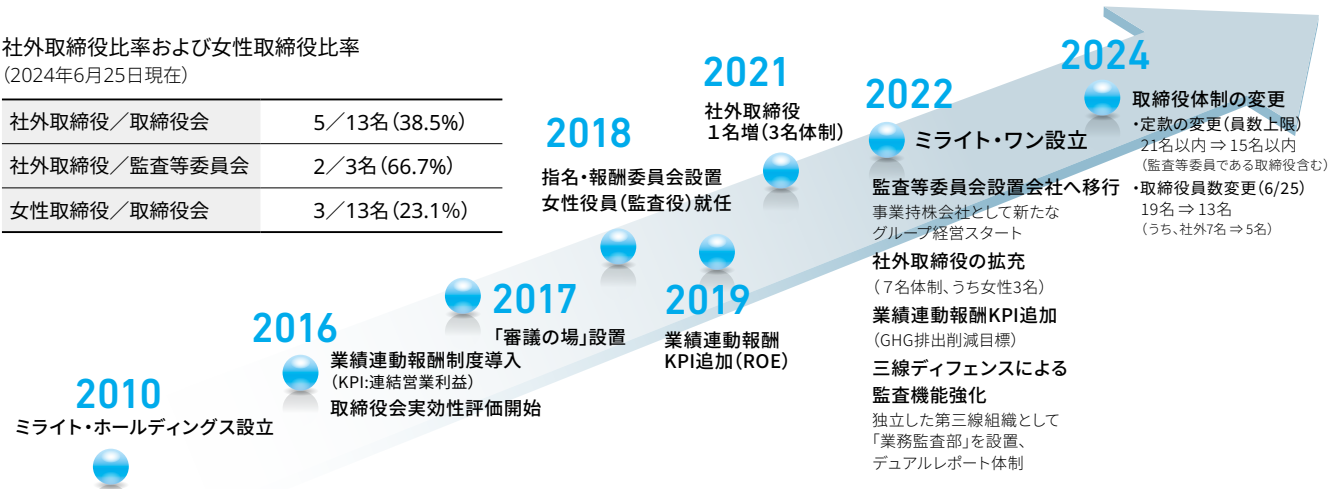 社外取締役比率および女性取締役比率
（2024年6月25日現在）
社外取締役／取締役会 5／13名（38.5%）
社外取締役／監査等委員会 2／3名（66.7%）
女性取締役／取締役会 3／13名（23.1%）
2010
ミライト・ホールディングス設立
2016
業績連動報酬制度導入
（KPI:連結営業利益）
取締役会実効性評価開始
2017
「審議の場」設置
2018
指名・報酬委員会設置
女性役員（監査役）就任
2019
業績連動報酬
KPI追加（ROE）
2021
社外取締役
1名増（3名体制）
2022
ミライト・ワン設立
監査等委員会設置会社へ移行
事業持株会社として新たな
グループ経営スタート
社外取締役の拡充
（7名体制、うち女性3名）
業績連動報酬KPI追加
（GHG排出削減目標）
三線ディフェンスによる
監査機能強化
独立した第三線組織として
「業務監査部」を設置、
デュアルレポート体制
2024
取締役体制の変更
・定款の変更（員数上限）
21名以内 ⇒ 15名以内
（監査等委員である取締役含む）
・取締役員数変更（6/25）
19名 ⇒ 13名
（うち、社外7名 ⇒ 5名）